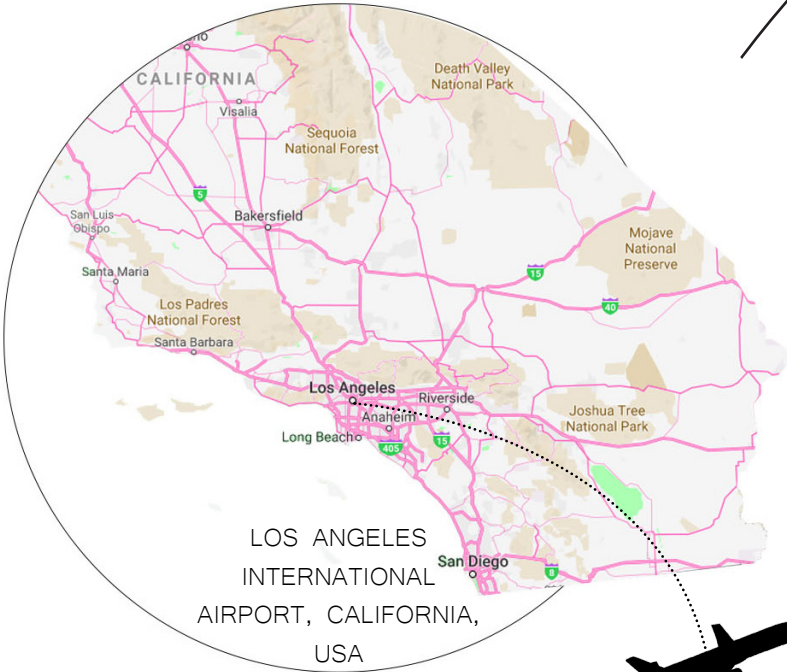 CALIFORNIA
Visalia
Death Valley
National Park
Sequoia
National Forest
5
San Luis
Obispo
Bakersfield
Mojave
National
Preserve
15
40
Santa Maria
Los Padres
National Forest
Santa Barbara
Los Angeles
Riverside
Anaheim
Joshua Tree
National Park
Long Beach
405
15
LOS ANGELES
INTERNATIONAL
AIRPORT, CALIFORNIA,
USA
San Diego
8